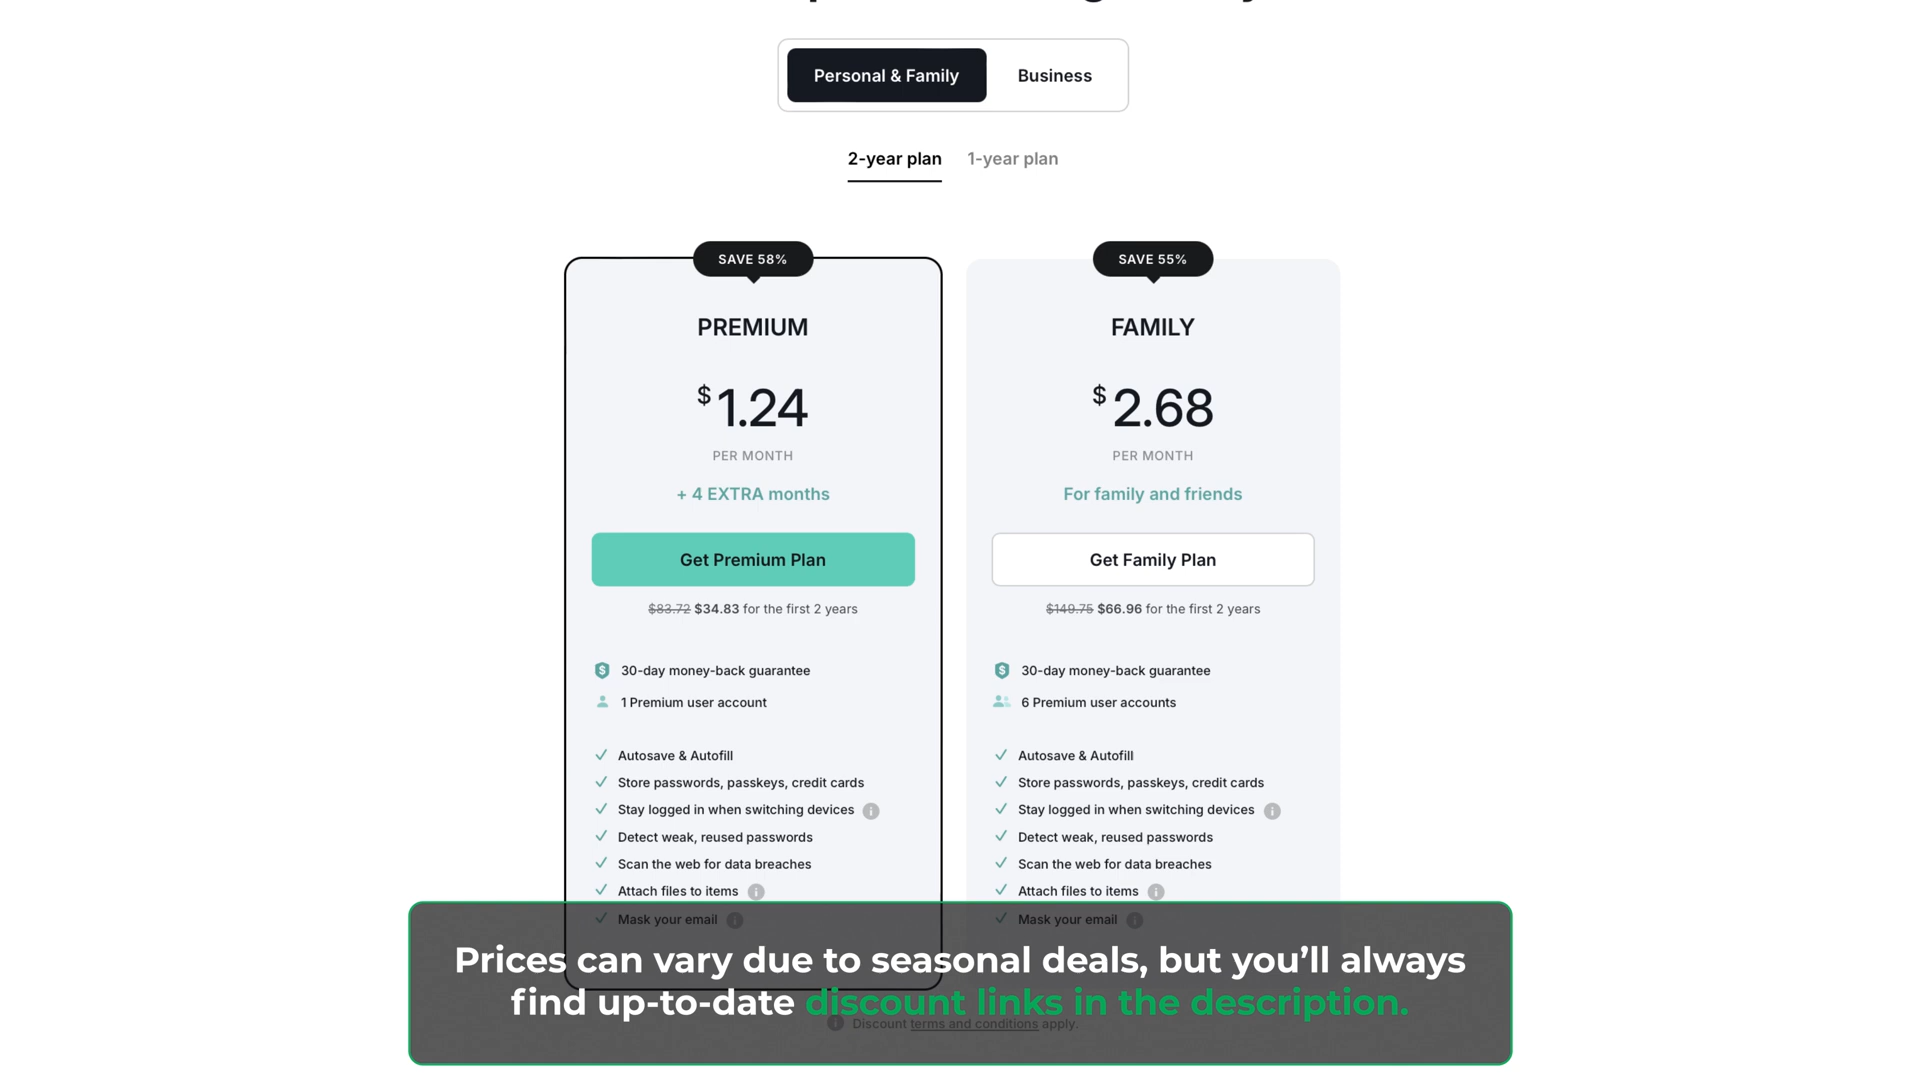 Personal & Family
Business
2-year plan
1-year plan
SAVE 58%
PREMIUM
$1.24
PER MONTH
+ 4 EXTRA months
Get Premium Plan
$83.72 $34.83 for the first 2 years
30-day money-back guarantee
1 Premium user account
Autosave & Autofill
Store passwords, passkeys, credit cards
Stay logged in when switching devices
Detect weak, reused passwords
Scan the web for data breaches
Attach files to items
Mask your email
SAVE 55%
FAMILY
$2.68
PER MONTH
For family and friends
Get Family Plan
$149.75 $66.96 for the first 2 years
30-day money-back guarantee
6 Premium user accounts
Autosave & Autofill
Store passwords, passkeys, credit cards
Stay logged in when switching devices
Detect weak, reused passwords
Scan the web for data breaches
Attach files to items
Mask your email
Prices can vary due to seasonal deals, but you’ll always
find up-to-date discount links in the description.
Discount terms and conditions apply.